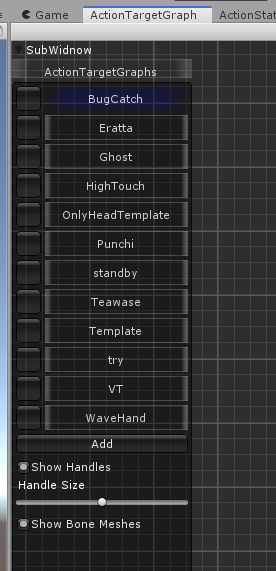 Game ActionTargetGraph ActionStat
SubWidnow
ActionTargetGraphs
BugCatch
Eratta
Ghost
HighTouch
OnlyHeadTemplate
Punchi
standby
Teawase
Template
try
VT
WaveHand
Add
Show Handles
Handle Size
Show Bone Meshes